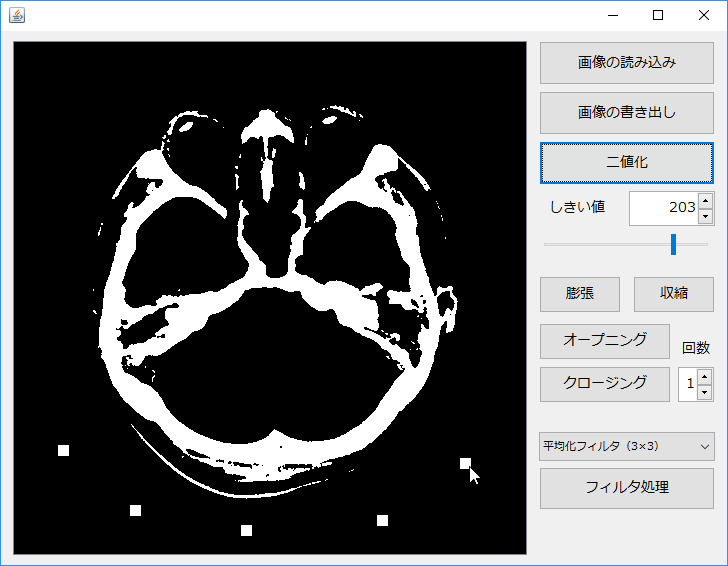 画像の読み込み
画像の書き出し
二値化
しきい値
203
膨張
収縮
オープニング
回数
クロージング
1
平均化フィルタ（3×3）
フィルタ処理